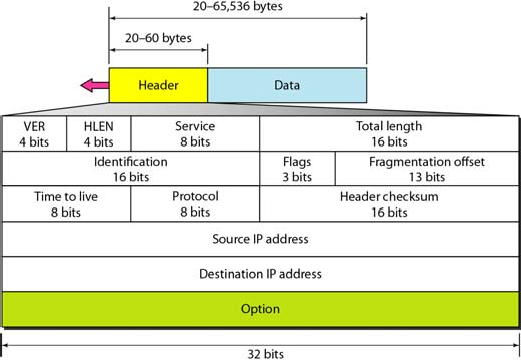 20–65,536 bytes
20–60 bytes
Header
Data
VER
4 bits
HLEN
4 bits
Service
8 bits
Total length
16 bits
Identification
16 bits
Flags
3 bits
Fragmentation offset
13 bits
Time to live
8 bits
Protocol
8 bits
Header checksum
16 bits
Source IP address
Destination IP address
Option
32 bits